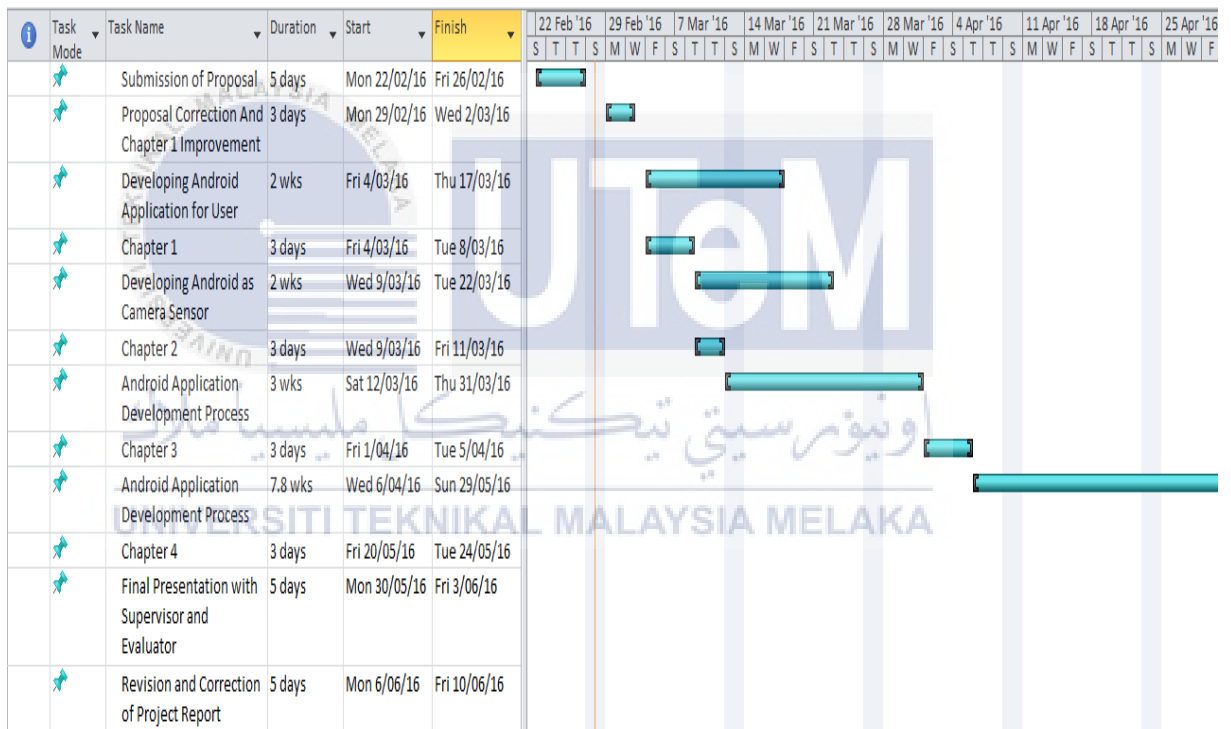 Task Mode Task Name Duration Start Finish
22 Feb '16 29 Feb '16 7 Mar '16 14 Mar '16 21 Mar '16 28 Mar '16 4 Apr '16 11 Apr '16 18 Apr '16 25 Apr '16
S T T S M W F S T T S M W F S T T S M W F S T T S M W F S T T S M W F S T T S M W F
Submission of Proposal 5 days Mon 22/02/16 Fri 26/02/16
Proposal Correction And 3 days Mon 29/02/16 Wed 2/03/16
Chapter 1 Improvement
Developing Android 2 wks Fri 4/03/16 Thu 17/03/16
Application for User
Chapter 1 3 days Fri 4/03/16 Tue 8/03/16
Developing Android as 2 wks Wed 9/03/16 Tue 22/03/16
Camera Sensor
Chapter 2 3 days Wed 9/03/16 Fri 11/03/16
Android Application 3 wks Sat 12/03/16 Thu 31/03/16
Development Process
Chapter 3 3 days Fri 1/04/16 Tue 5/04/16
Android Application 7.8 wks Wed 6/04/16 Sun 29/05/16
Development Process
Chapter 4 3 days Fri 20/05/16 Tue 24/05/16
Final Presentation with 5 days Mon 30/05/16 Fri 3/06/16
Supervisor and
Evaluator
Revision and Correction 5 days Mon 6/06/16 Fri 10/06/16
of Project Report
UNIVERSITI TEKNIKAL MALAYSIA MELAKA
UTeM
اونيۏرسيتي تيكنيكل مليسيا ملاك
UNIVERSITI TEKNIKAL MALAYSIA MELAKA